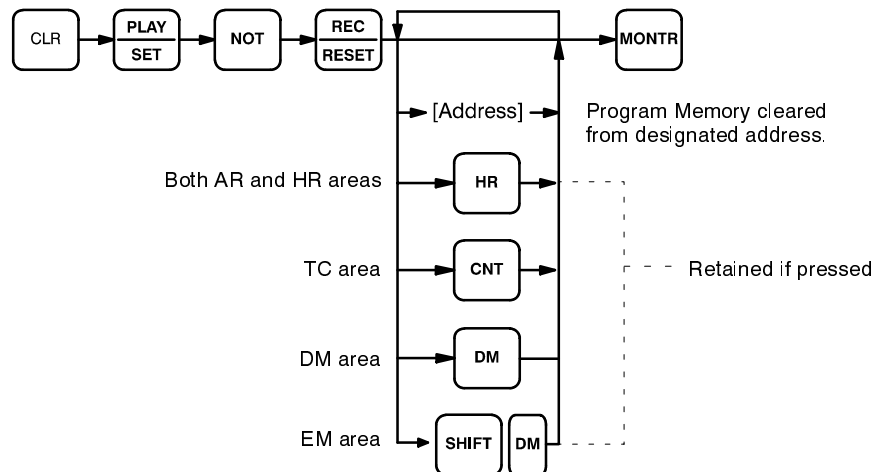 CLR
PLAY
SET
NOT
REC
RESET
MONTR
[Address]
Program Memory cleared
from designated address.
Both AR and HR areas
HR
TC area
CNT
Retained if pressed
DM area
DM
EM area
SHIFT
DM